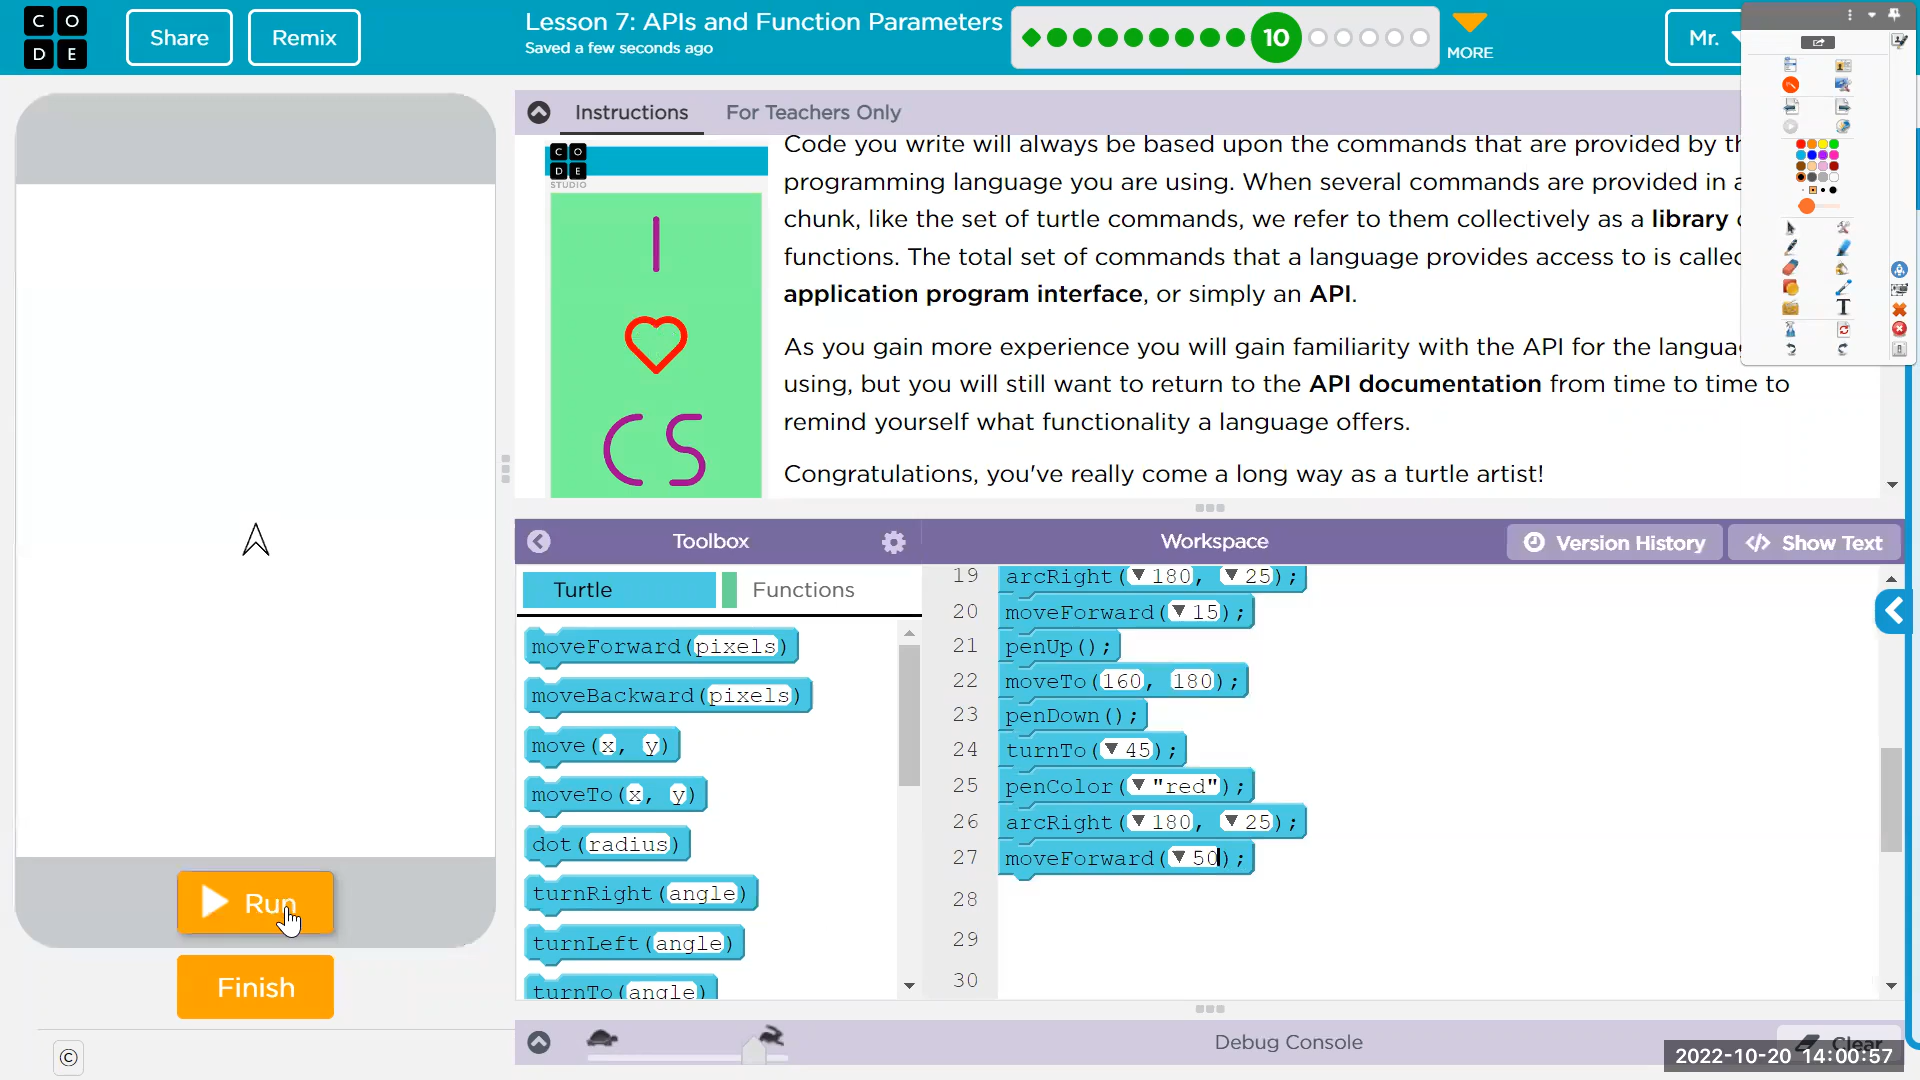 C O
D E
Share
Remix
Lesson 7: APIs and Function Parameters
Saved a few seconds ago
10
MORE
Mr.
Instructions
For Teachers Only
C O
D E
STUDIO
I
CS
Code you write will always be based upon the commands that are provided by
programming language you are using. When several commands are provided in a
chunk, like the set of turtle commands, we refer to them collectively as a library
functions. The total set of commands that a language provides access to is
application program interface, or simply an API.
As you gain more experience you will gain familiarity with the API for the
using, but you will still want to return to the API documentation from time to time to
remind yourself what functionality a language offers.
Congratulations, you've really come a long way as a turtle artist!
Toolbox
Workspace
Version History
</> Show Text
Turtle
Functions
moveForward(pixels)
moveBackward(pixels)
move(x, y)
moveTo(x, y)
dot(radius)
turnRight(angle)
turnLeft(angle)
turnTo(angle)
19 arcRight(▼180, ▼25);
20 moveForward(▼15);
21 penUp();
22 moveTo(160, 180);
23 penDown();
24 turnTo(▼45);
25 penColor(▼"red");
26 arcRight(▼180, ▼25);
27 moveForward(▼50);
28
29
30
Run
Finish
©
Debug Console
Clear
2022-10-20 14:00:57